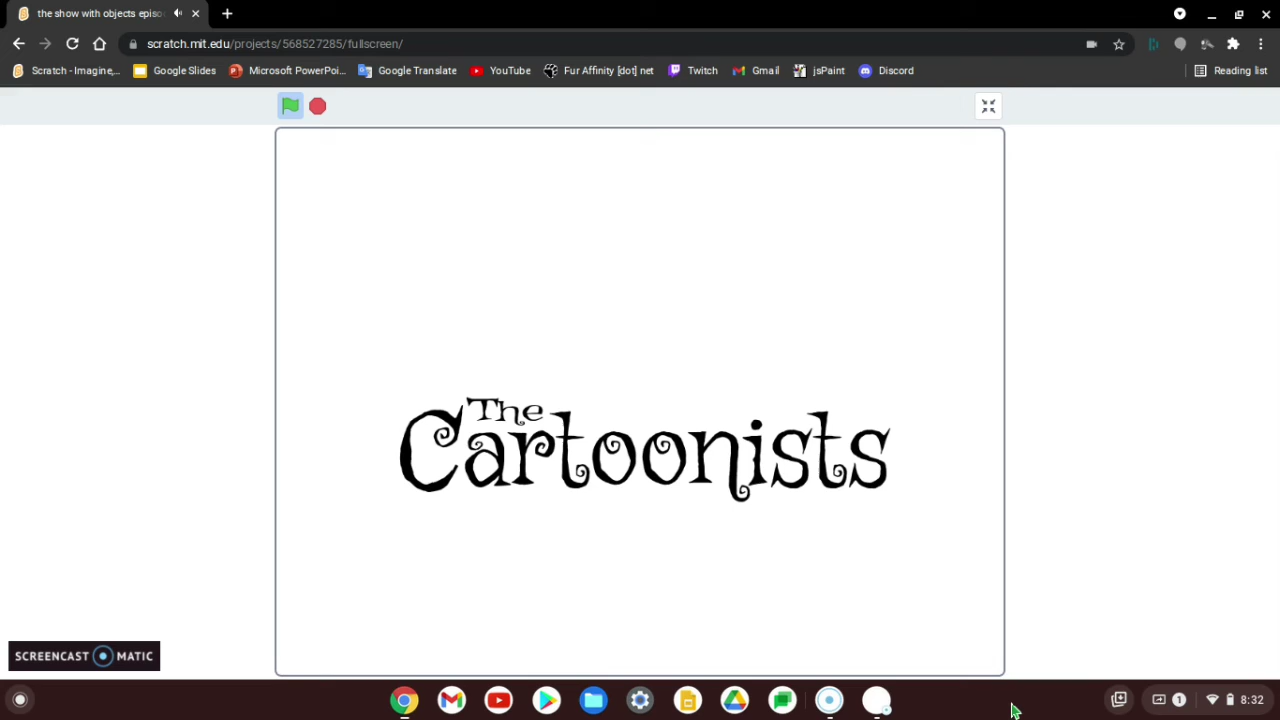 the show with objects episo
scratch.mit.edu/projects/568527285/fullscreen/
Scratch - Imagine,... Google Slides Microsoft PowerPoi... Google Translate YouTube Fur Affinity [dot] net Twitch Gmail jsPaint Discord Reading list
The
Cartoonists
SCREENCAST MATIC
1 8:32